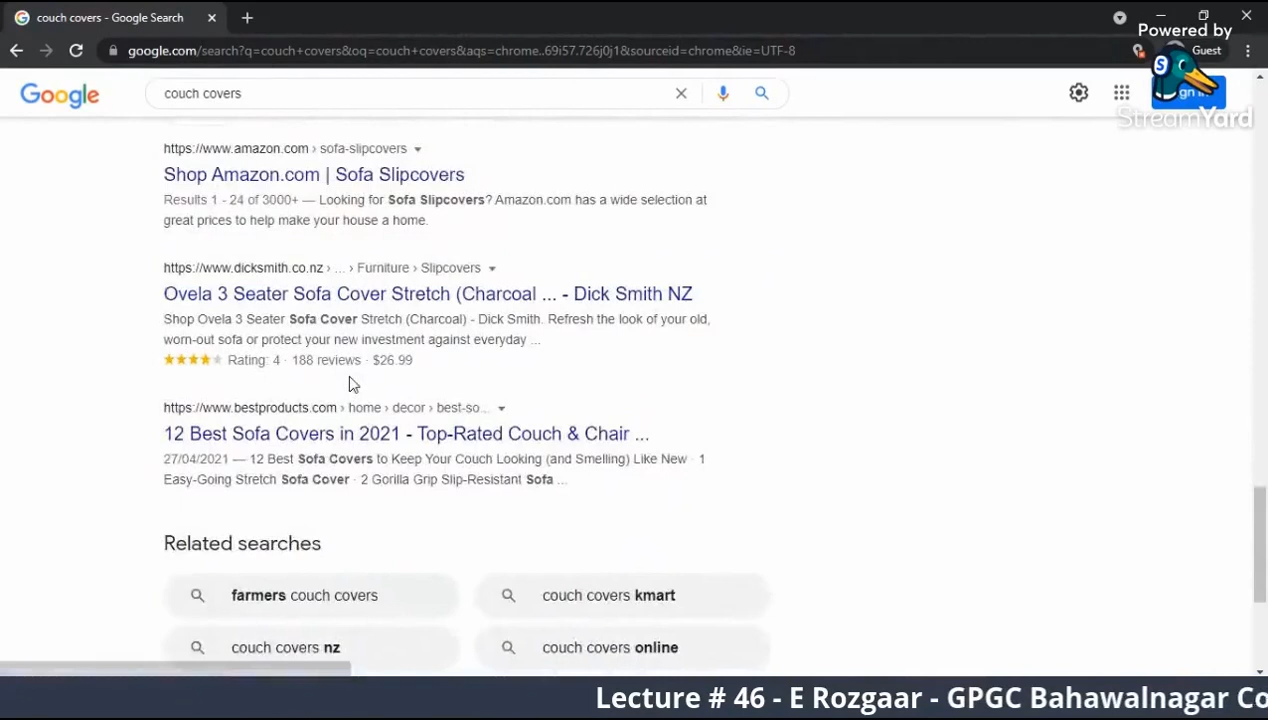 couch covers - Google Search
Powered by
google.com/search?q=couch+covers&oq=couch+covers&aqs=chrome..69i57.726j0j1&sourceid=chrome&ie=UTF-8
Guest
Google
couch covers
S
StreamYard
https://www.amazon.com › sofa-slipcovers
Shop Amazon.com | Sofa Slipcovers
Results 1 - 24 of 3000+ — Looking for Sofa Slipcovers? Amazon.com has a wide selection at
great prices to help make your house a home.
https://www.dicksmith.co.nz › ... › Furniture › Slipcovers
Ovela 3 Seater Sofa Cover Stretch (Charcoal ... - Dick Smith NZ
Shop Ovela 3 Seater Sofa Cover Stretch (Charcoal) - Dick Smith. Refresh the look of your old,
worn-out sofa or protect your new investment against everyday ...
Rating: 4 · 188 reviews · $26.99
https://www.bestproducts.com › home › decor › best-so...
12 Best Sofa Covers in 2021 - Top-Rated Couch & Chair ...
27/04/2021 — 12 Best Sofa Covers to Keep Your Couch Looking (and Smelling) Like New · 1
Easy-Going Stretch Sofa Cover · 2 Gorilla Grip Slip-Resistant Sofa ...
Related searches
farmers couch covers
couch covers kmart
couch covers nz
couch covers online
Lecture # 46 - E Rozgaar - GPGC Bahawalnagar Co